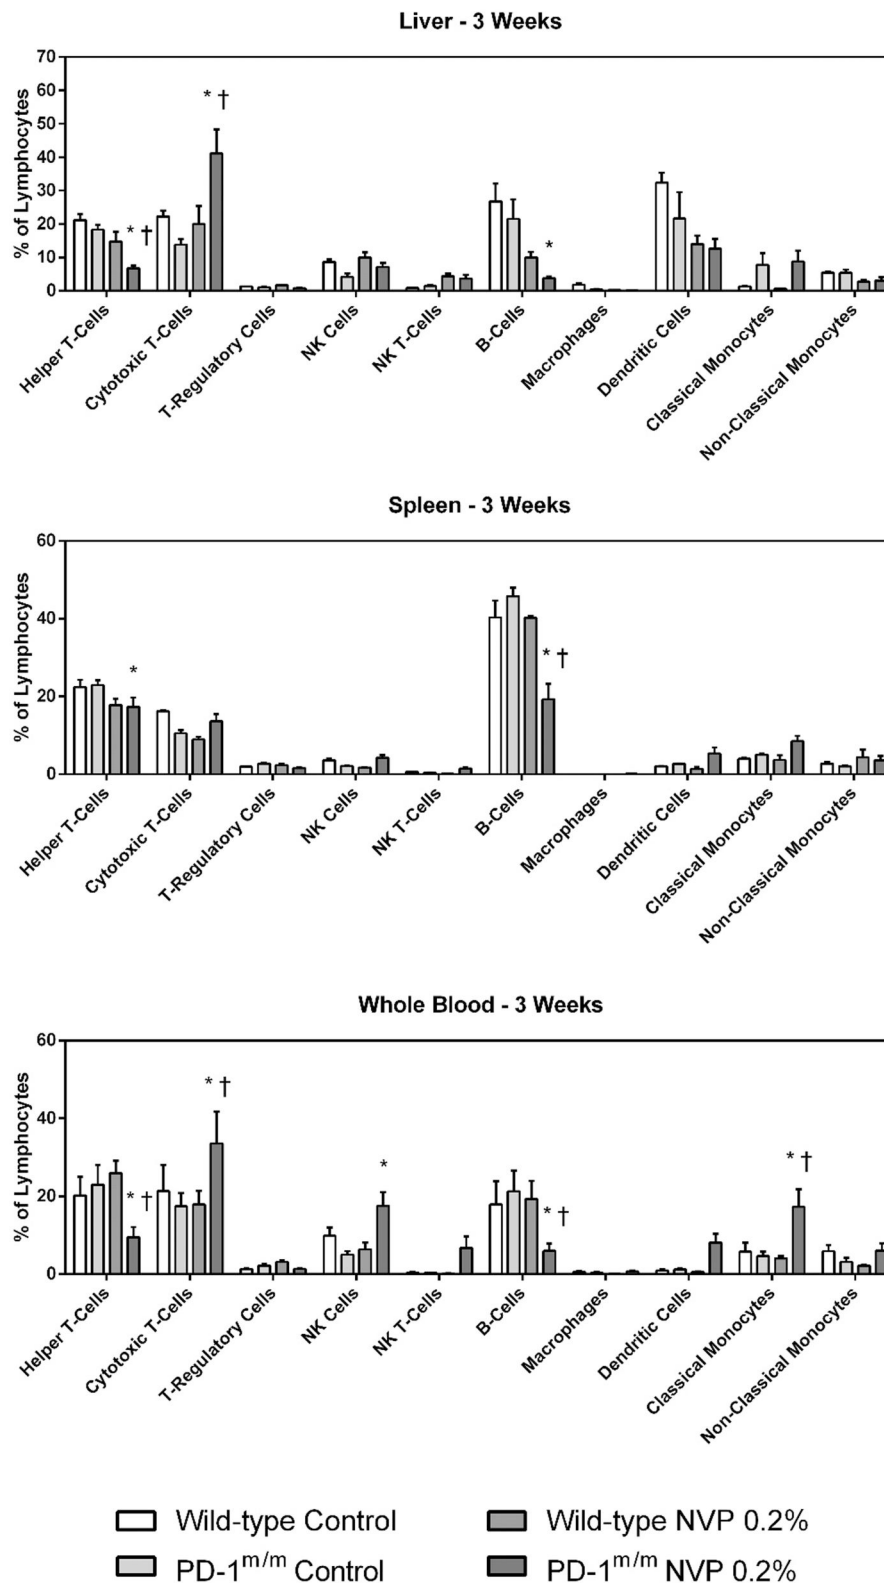 Liver - 3 Weeks
% of Lymphocytes
70
60
50
40
30
20
10
0
* †
* †
*
Helper T-Cells
Cytotoxic T-Cells
T-Regulatory Cells
NK Cells
NK T-Cells
B-Cells
Macrophages
Dendritic Cells
Classical Monocytes
Non-Classical Monocytes
Spleen - 3 Weeks
% of Lymphocytes
60
40
20
0
*
* †
Helper T-Cells
Cytotoxic T-Cells
T-Regulatory Cells
NK Cells
NK T-Cells
B-Cells
Macrophages
Dendritic Cells
Classical Monocytes
Non-Classical Monocytes
Whole Blood - 3 Weeks
% of Lymphocytes
60
40
20
0
* †
* †
*
* †
* †
Helper T-Cells
Cytotoxic T-Cells
T-Regulatory Cells
NK Cells
NK T-Cells
B-Cells
Macrophages
Dendritic Cells
Classical Monocytes
Non-Classical Monocytes
Wild-type Control
Wild-type NVP 0.2%
PD-1^m/m Control
PD-1^m/m NVP 0.2%